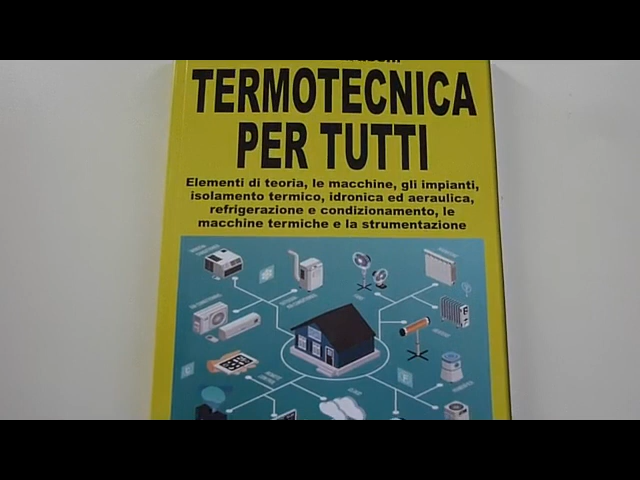 TERMOTECNICA
PER TUTTI
Elementi di teoria, le macchine, gli impianti,
isolamento termico, idronica ed aeraulica,
refrigerazione e condizionamento, le
macchine termiche e la strumentazione